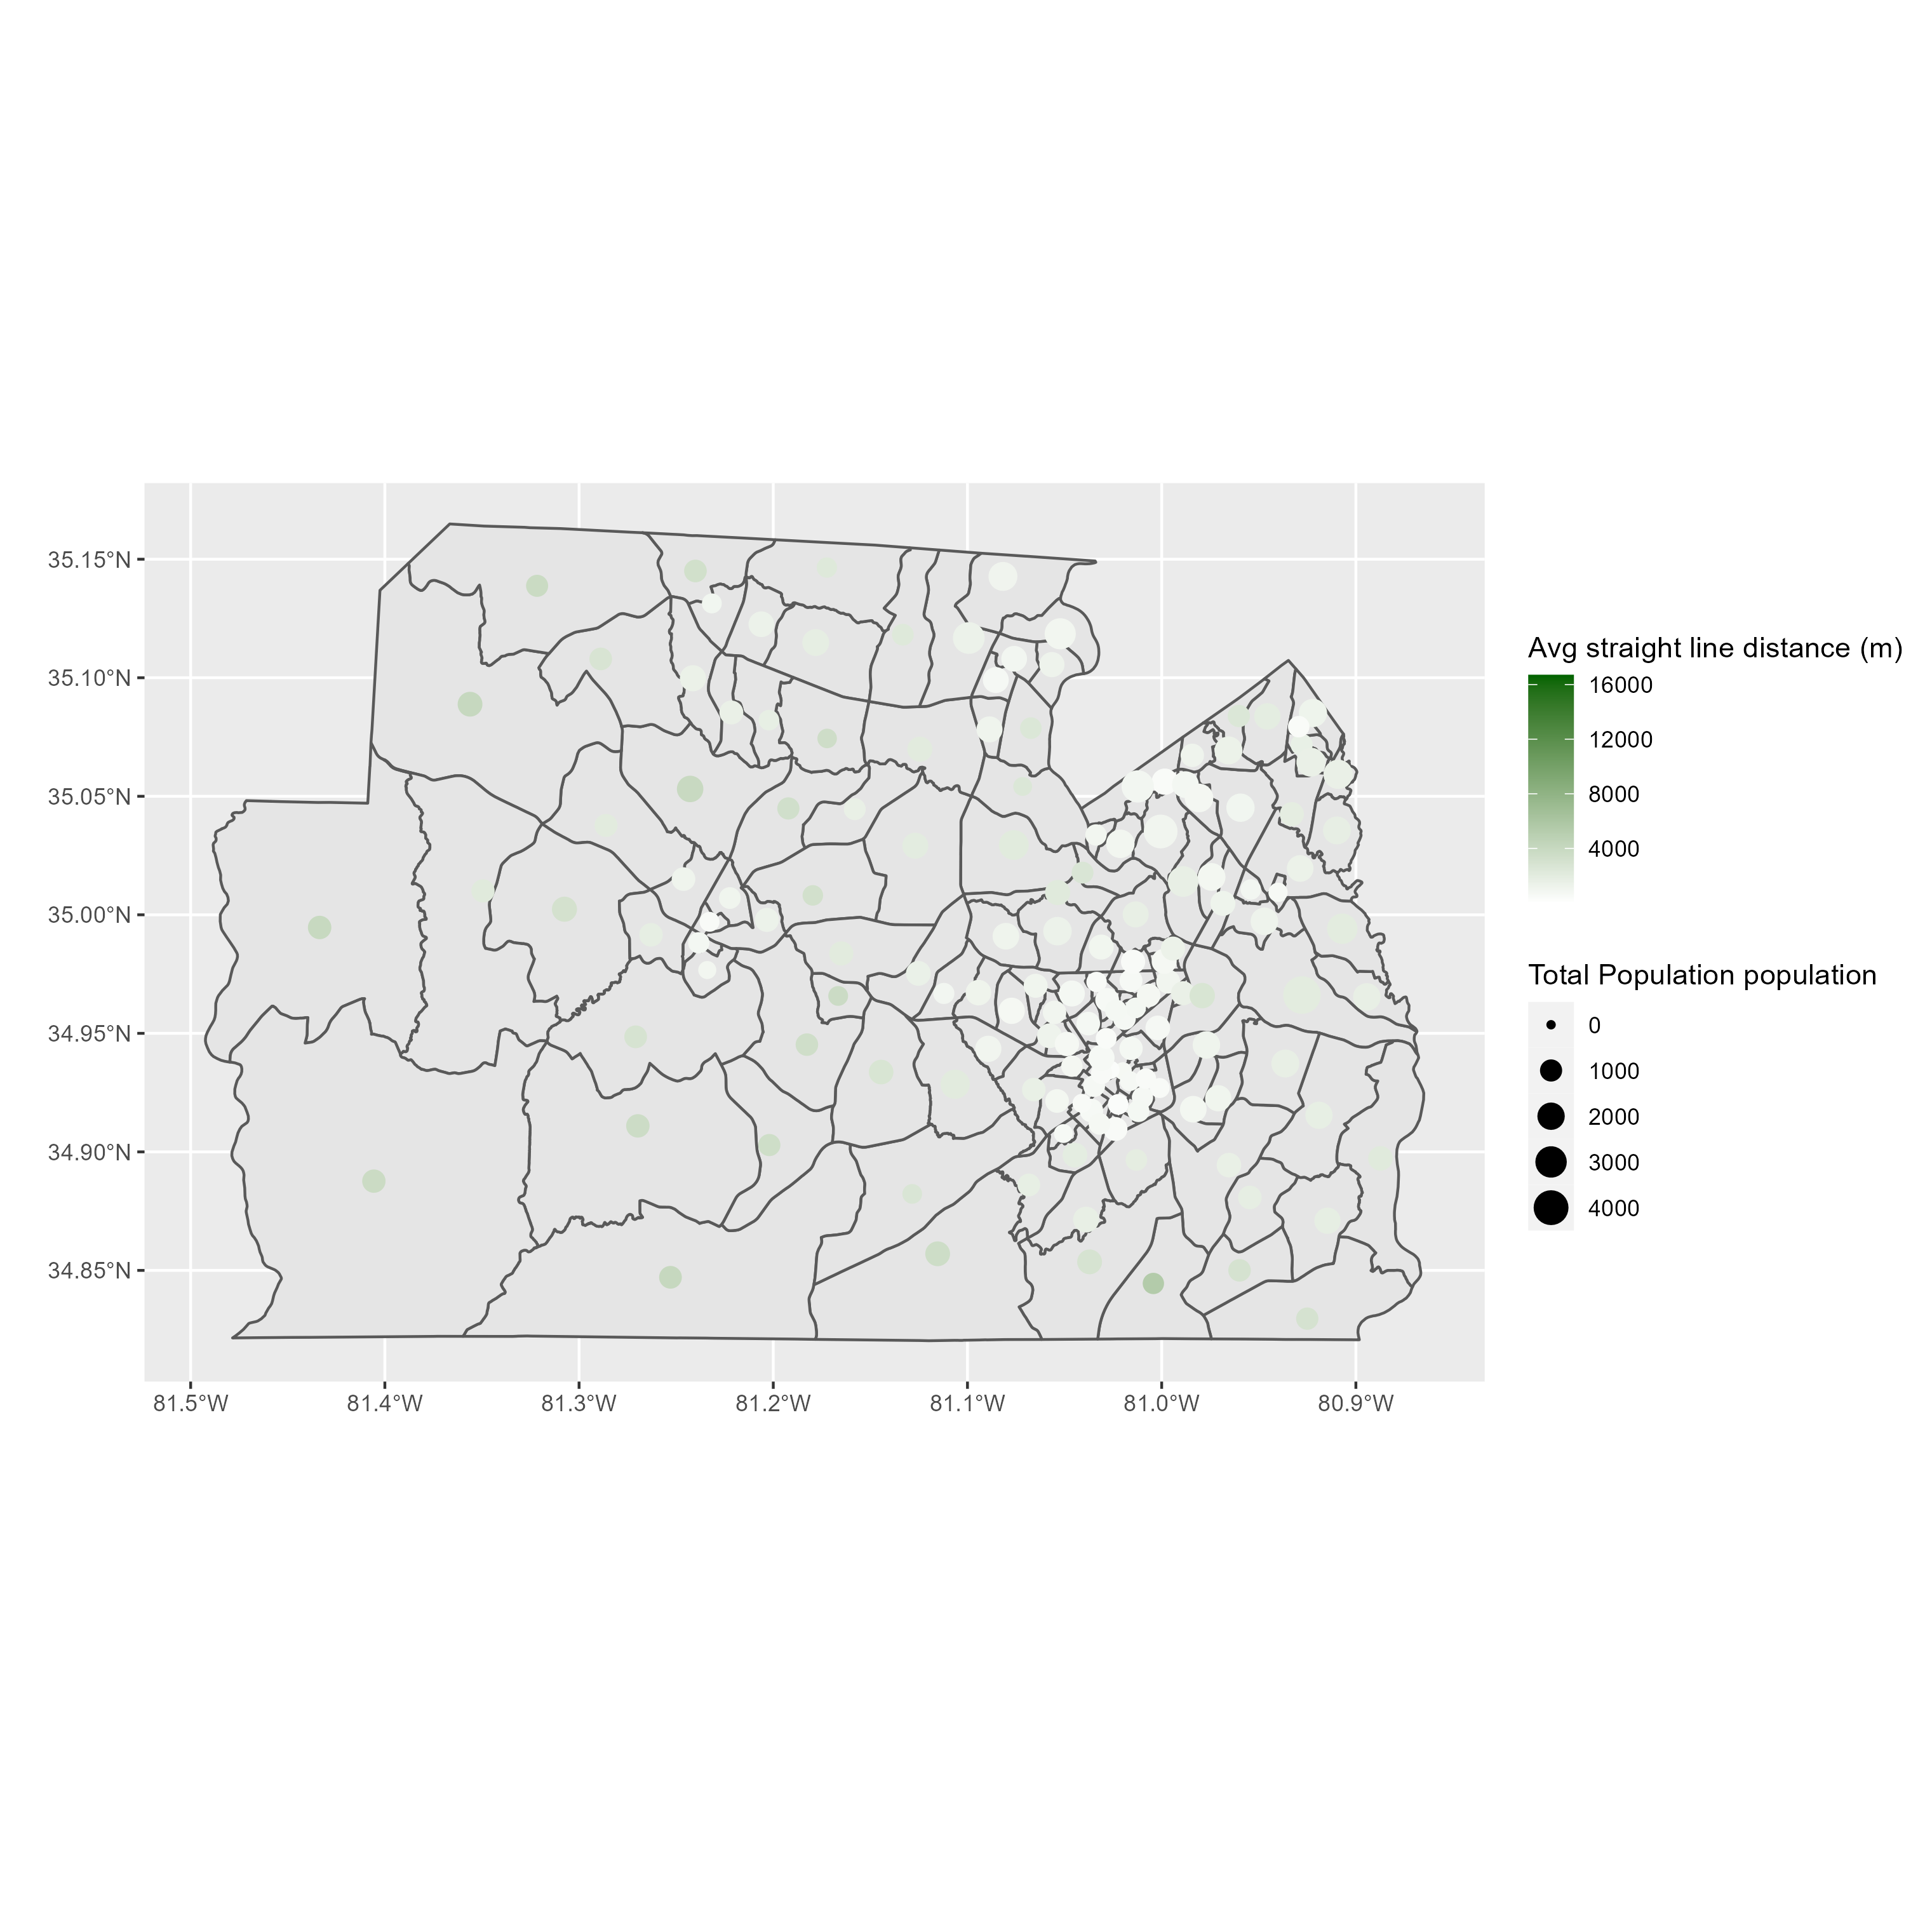 35.15°N
35.10°N
35.05°N
35.00°N
34.95°N
34.90°N
34.85°N
81.5°W 81.4°W 81.3°W 81.2°W 81.1°W 81.0°W 80.9°W
Avg straight line distance (m)
16000
12000
8000
4000
Total Population population
0
1000
2000
3000
4000